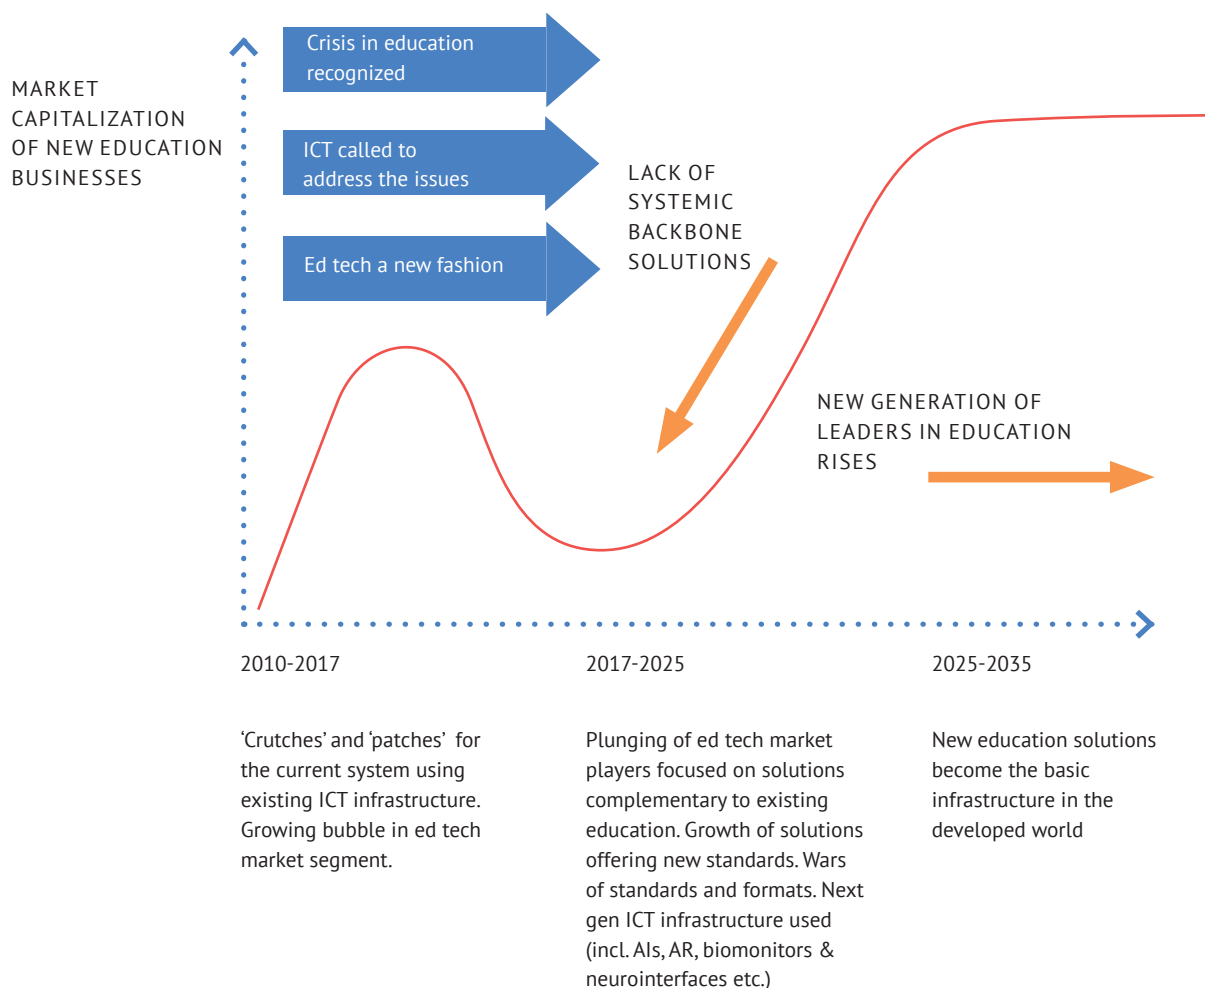 Crisis in education
recognized
MARKET
CAPITALIZATION
OF NEW EDUCATION
BUSINESSES
ICT called to
address the issues
LACK OF
SYSTEMIC
BACKBONE
SOLUTIONS
Ed tech a new fashion
NEW GENERATION OF
LEADERS IN EDUCATION
RISES
2010-2017
‘Crutches’ and ‘patches’ for
the current system using
existing ICT infrastructure.
Growing bubble in ed tech
market segment.
2017-2025
Plunging of ed tech market
players focused on solutions
complementary to existing
education. Growth of solutions
offering new standards. Wars
of standards and formats. Next
gen ICT infrastructure used
(incl. AIs, AR, biomonitors &
neurointerfaces etc.)
2025-2035
New education solutions
become the basic
infrastructure in the
developed world